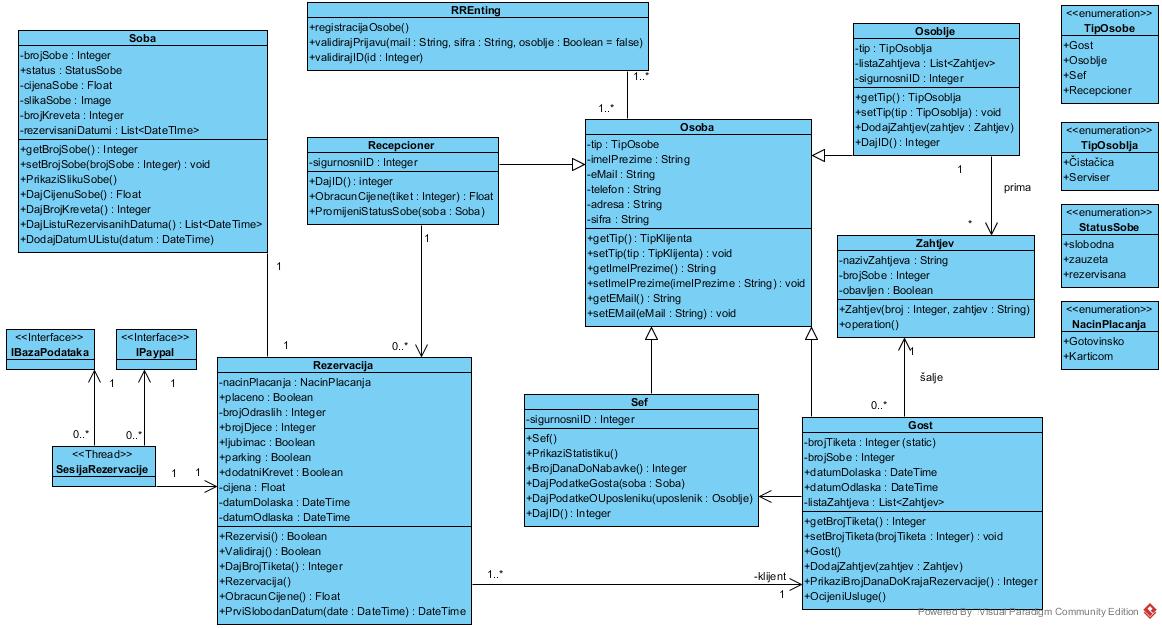 RREnting
+registracijaOsobe()
+validirajPrijavu(mail : String, sifra : String, osoblje : Boolean = false)
+validirajID(id : Integer)
Soba
-brojSobe : Integer
+status : StatusSobe
-cijenaSobe : Float
-slikaSobe : Image
-brojKreveta : Integer
-rezervisaniDatumi : List<DateTIme>
+getBrojSobe() : Integer
+setBrojSobe(brojSobe : Integer) : void
+PrikaziSlikuSobe()
+DajCijenuSobe() : Float
+DajBrojKreveta() : Integer
+DajListuRezervisanihDatuma() : List<DateTime>
+DodajDatumUListu(datum : DateTime)
Osoblje
-tip : TipOsoblja
-listaZahtjeva : List<Zahtjev>
-sigurnosniID : Integer
+getTip() : TipOsoblja
+setTip(tip : TipOsoblja) : void
+DodajZahtjev(zahtjev : Zahtjev)
+DajID() : Integer
<<enumeration>>
TipOsobe
+Gost
+Osoblje
+Sef
+Recepcioner
<<enumeration>>
TipOsoblja
+Čistačica
+Serviser
<<enumeration>>
StatusSobe
+slobodna
+zauzeta
+rezervisana
<<enumeration>>
NacinPlacanja
+Gotovinsko
+Karticom
1..*
1..*
Recepcioner
-sigurnosniID : Integer
+DajID() : integer
+ObracunCijene(tiket : Integer) : Float
+PromijeniStatusSobe(soba : Soba)
Osoba
-tip : TipOsobe
-imeIPrezime : String
-eMail : String
-telefon : String
-adresa : String
-sifra : String
+getTip() : TipKlijenta
+setTip(tip : TipKlijenta) : void
+getImeIPrezime() : String
+setImeIPrezime(imeIPrezime : String) : void
+getEMail() : String
+setEMail(eMail : String) : void
1
prima
*
Zahtjev
-nazivZahtjeva : String
-brojSobe : Integer
-obavljen : Boolean
+Zahtjev(broj : Integer, zahtjev : String)
+operation()
1
1
1
0..*
1
šalje
0..*
<<Interface>>
IBazaPodataka
<<Interface>>
IPaypal
1
1
0..*
0..*
<<Thread>>
SesijaRezervacije
1
1
Rezervacija
-nacinPlacanja : NacinPlacanja
+placeno : Boolean
-brojOdraslih : Integer
+brojDjece : Integer
+ljubimac : Boolean
+parking : Boolean
+dodatniKrevet : Boolean
-cijena : Float
-datumDolaska : DateTime
-datumOdlaska : DateTime
+Rezervisi() : Boolean
+Validiraj() : Boolean
+DajBrojTiketa() : Integer
+Rezervacija()
+ObracunCijene() : Float
+PrviSlobodanDatum(date : DateTime) : DateTime
Sef
-sigurnosniID : Integer
+Sef()
+PrikaziStatistiku()
+BrojDanaDoNabavke() : Integer
+DajPodatkeGosta(soba : Soba)
+DajPodatkeOUposleniku(uposlenik : Osoblje)
+DajID() : Integer
Gost
-brojTiketa : Integer (static)
-brojSobe : Integer
+datumDolaska : DateTime
+datumOdlaska : DateTime
-listaZahtjeva : List<Zahtjev>
+getBrojTiketa() : Integer
+setBrojTiketa(brojTiketa : Integer) : void
+Gost()
+DodajZahtjev(zahtjev : Zahtjev)
+PrikaziBrojDanaDoKrajaRezervacije() : Integer
+OcijeniUsluge()
1..*
-klijent
1
Powered By Visual Paradigm Community Edition